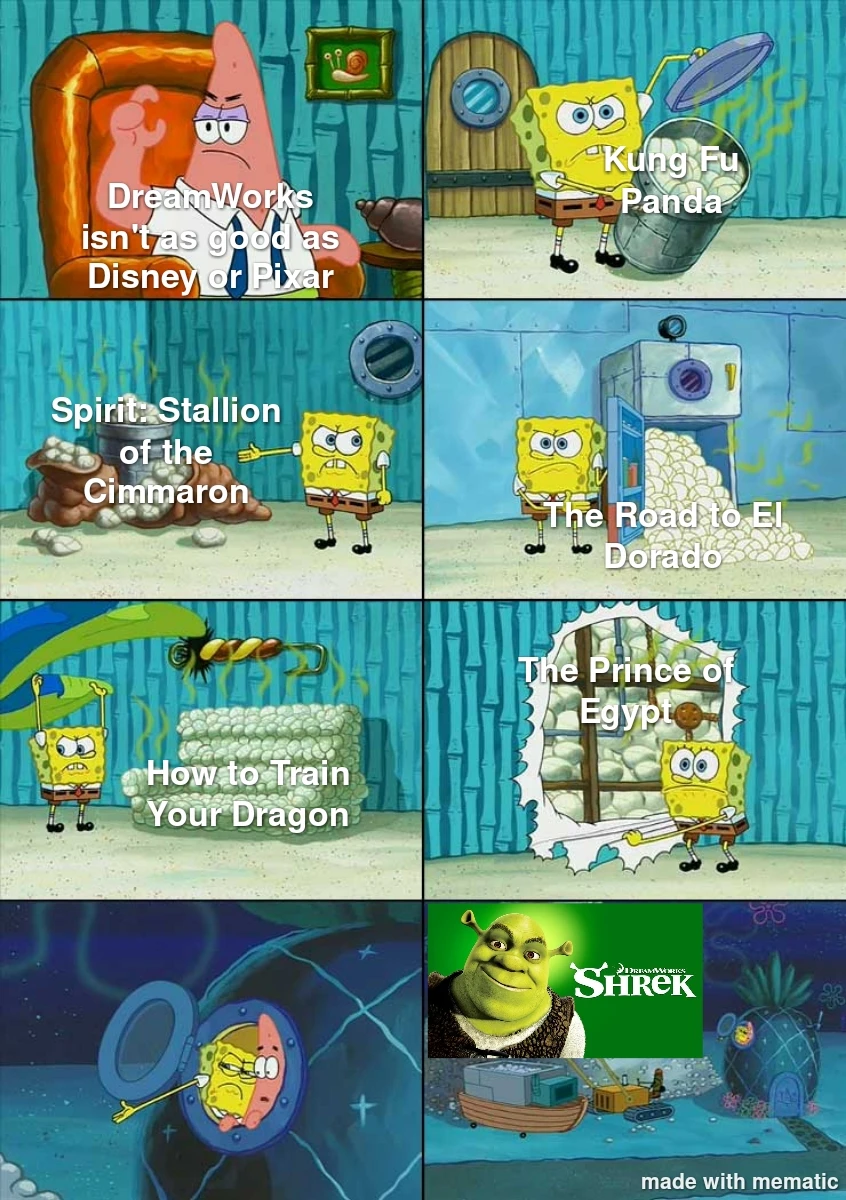 DreamWorks
isn't as good as
Disney or Pixar
Kung Fu
Panda
Spirit: Stallion
of the
Cimmaron
The Road to El
Dorado
How to Train
Your Dragon
The Prince of
Egypt
DREAMWORKS
SHREK
made with mematic